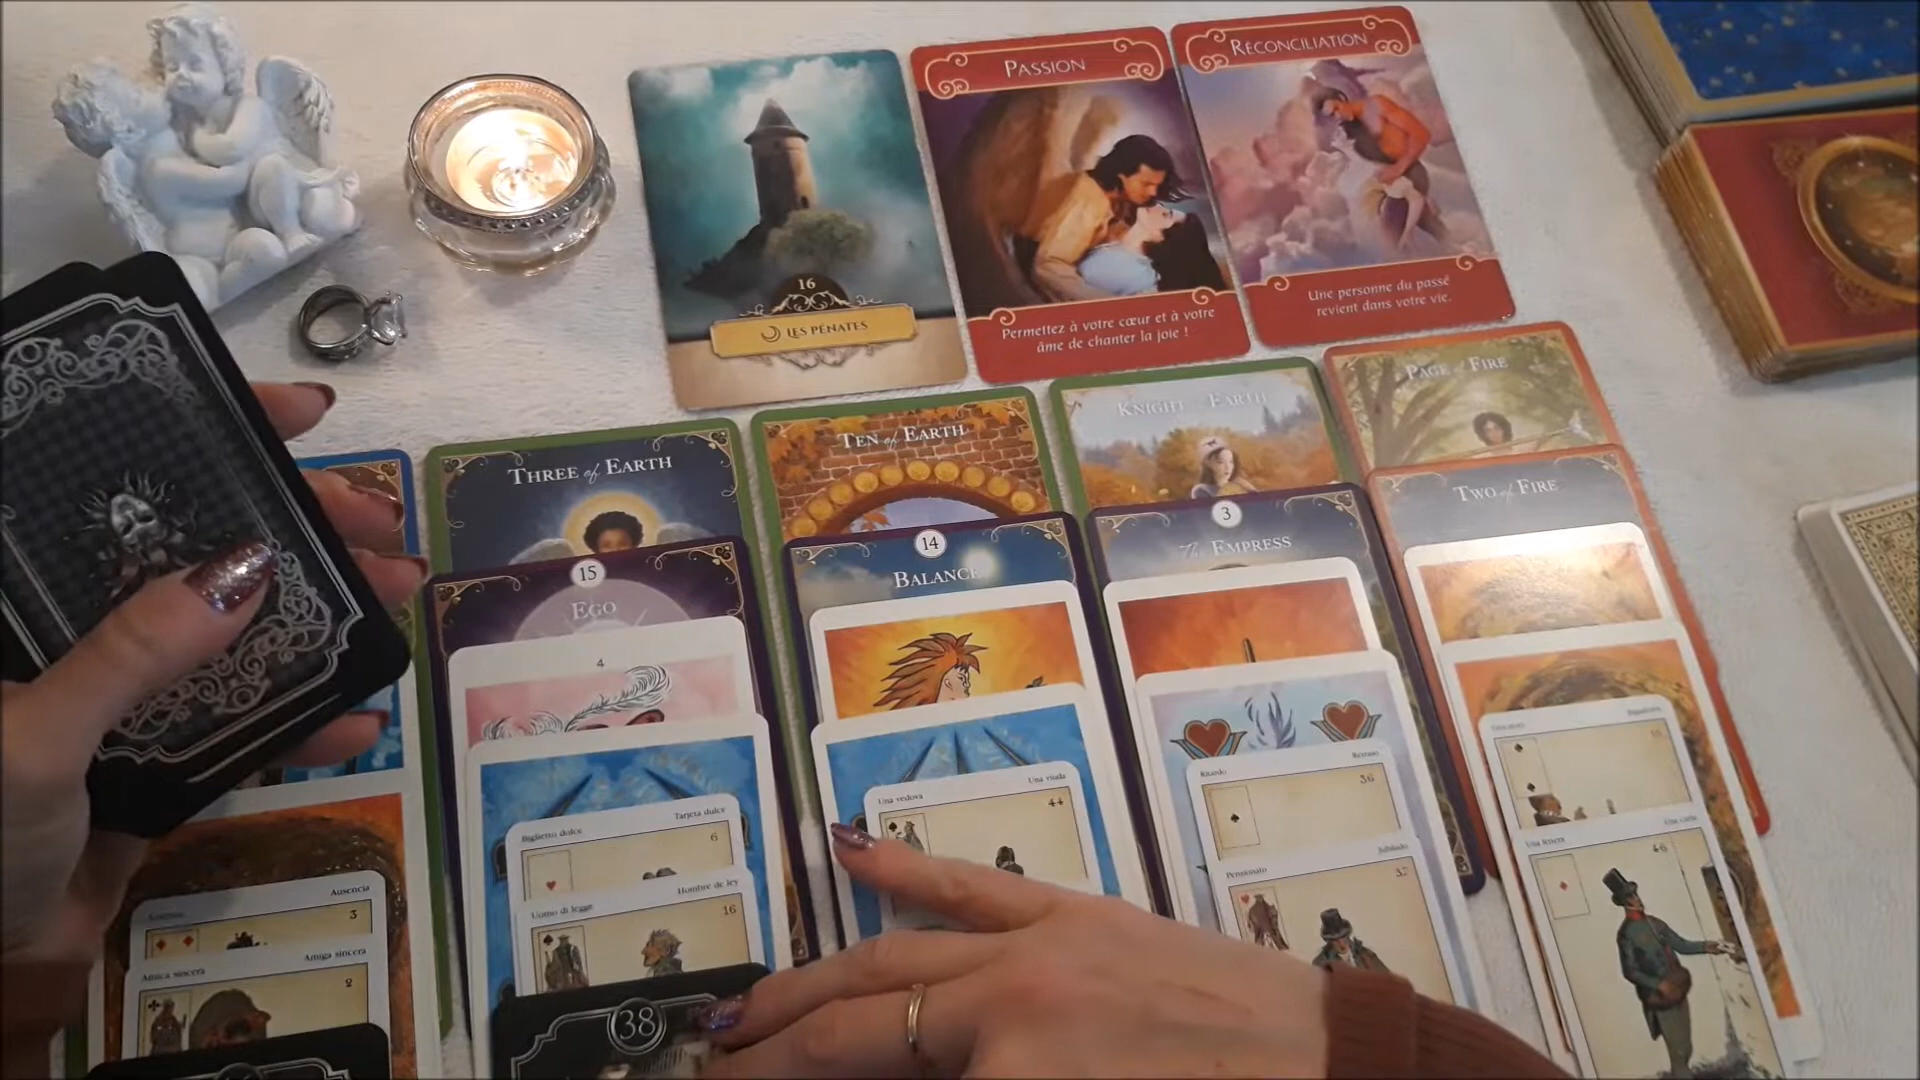 PASSION
RÉCONCILIATION
16
LES PÉNATES
Permettez à votre cœur et à votre
âme de chanter la joie !
Une personne du passé
revient dans votre vie.
THREE of EARTH
TEN of EARTH
KNIGHT of EARTH
PAGE of FIRE
15
EGO
14
BALANCE
3
The EMPRESS
TWO of FIRE
4
Ausencia
3
Amica sincera
Amiga sincera
2
Biglietto dolce
Tarjeta dulce
6
Uomo di legge
Hombre de ley
16
38
Una vedova
Una viuda
44
Ritardo
Retraso
36
Pensionato
Jubilado
37
Una lettera
Una carta
46